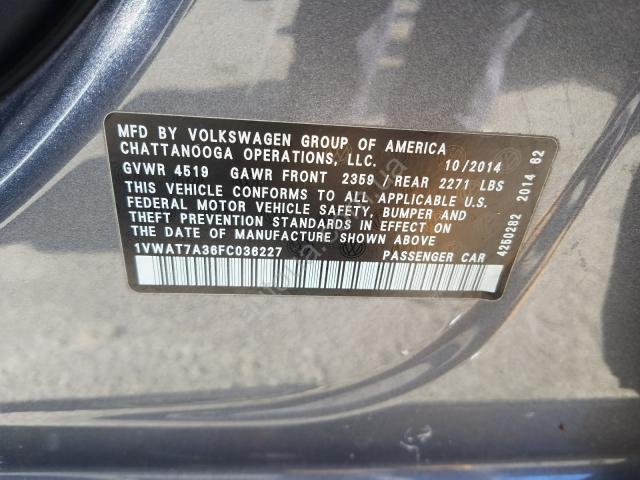 MFD BY VOLKSWAGEN GROUP OF AMERICA
CHATTANOOGA OPERATIONS, LLC. 10/2014
GVWR 4519 GAWR FRONT 2359 / REAR 2271 LBS
THIS VEHICLE CONFORMS TO ALL APPLICABLE U.S.
FEDERAL MOTOR VEHICLE SAFETY, BUMPER AND
THEFT PREVENTION STANDARDS IN EFFECT ON
THE DATE OF MANUFACTURE SHOWN ABOVE.
1VWAT7A36FC036227 PASSENGER CAR
4250282 2014 62